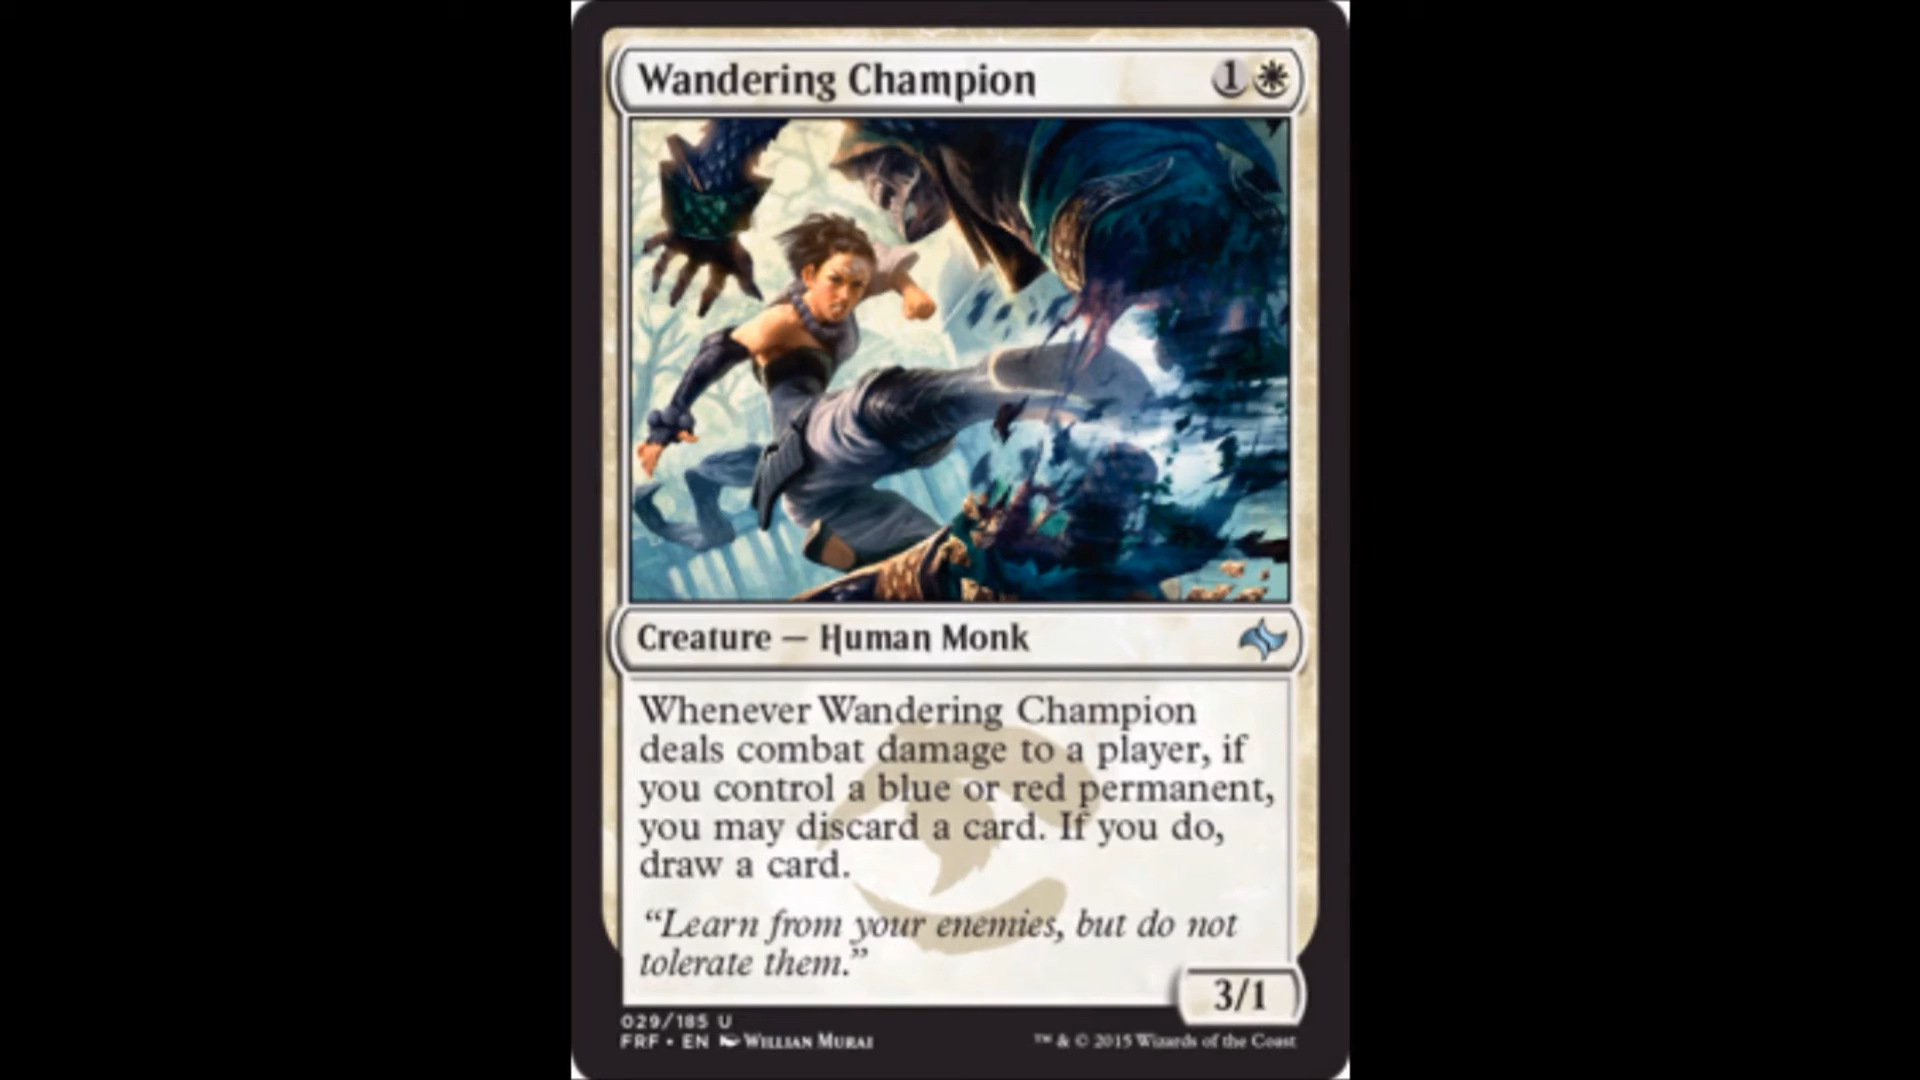 Wandering Champion 1
Creature — Human Monk
Whenever Wandering Champion
deals combat damage to a player, if
you control a blue or red permanent,
you may discard a card. If you do,
draw a card.
“Learn from your enemies, but do not
tolerate them.”
3/1
029/185 U
FRF • EN WILLIAN MURAI
™ & © 2015 Wizards of the Coast